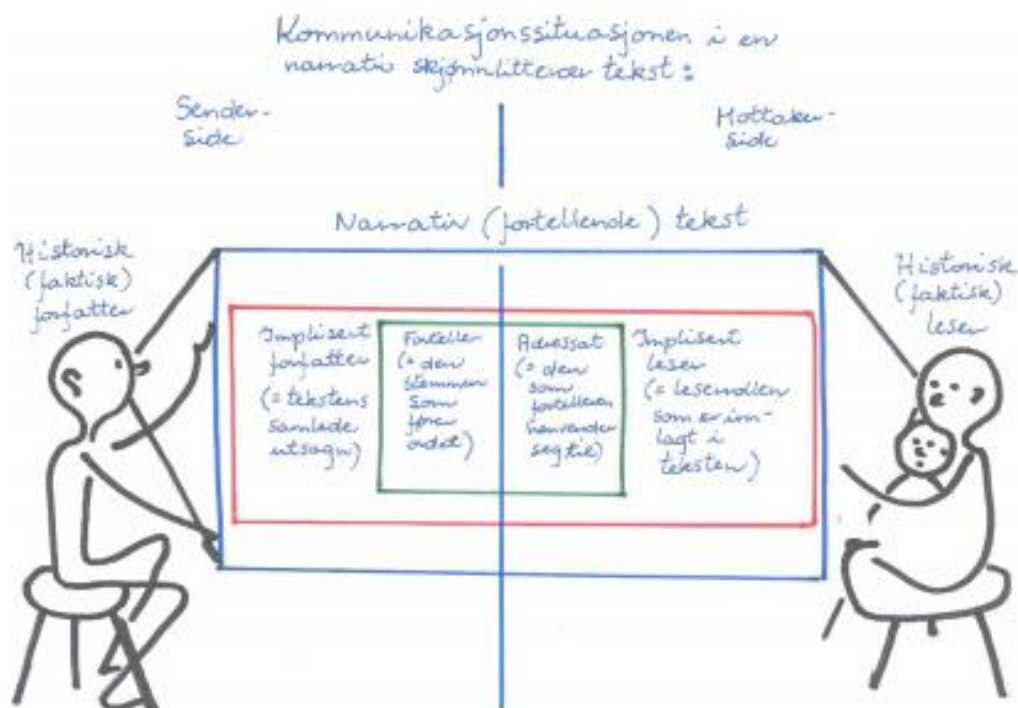 Kommunikasjonssituasjonen i en
narrativ skjønnlitterær tekst:
Sender-
side
Mottaker-
side
Narrativ (fortellende) tekst
Historisk
(faktisk)
forfatter
Implisert
forfatter
(= tekstens
samlede
utsagn)
Forteller
(= den
stemmen
som
fører
ordet)
Adressat
(= den
som
fortelleren
henvender
seg til)
Implisert
leser
(= leserollen
som er inn-
lagt i
teksten)
Historisk
(faktisk)
leser